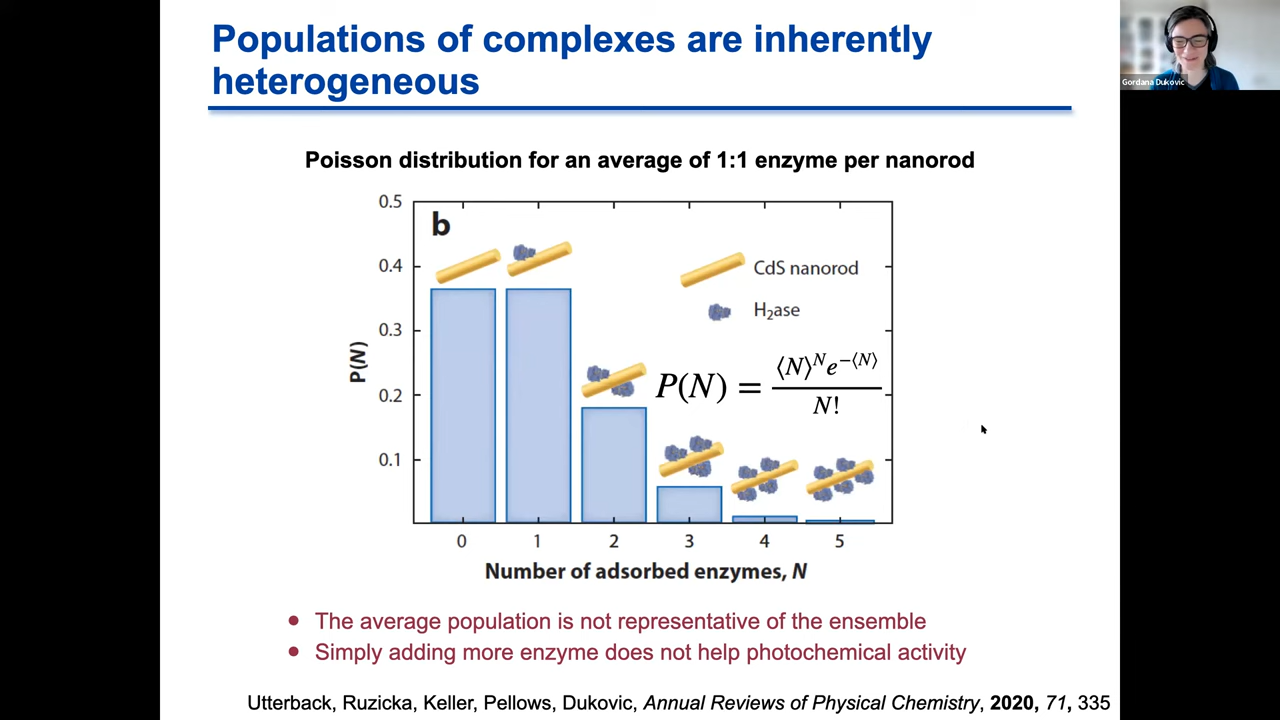 Populations of complexes are inherently
heterogeneous
Gordana Dukovic
Poisson distribution for an average of 1:1 enzyme per nanorod
b
0.5
0.4
0.3
0.2
0.1
P(N)
CdS nanorod
H₂ase
P(N) = ⟨N⟩ᴺ e^−⟨N⟩ / N!
0 1 2 3 4 5
Number of adsorbed enzymes, N
• The average population is not representative of the ensemble
• Simply adding more enzyme does not help photochemical activity
Utterback, Ruzicka, Keller, Pellows, Dukovic, Annual Reviews of Physical Chemistry, 2020, 71, 335